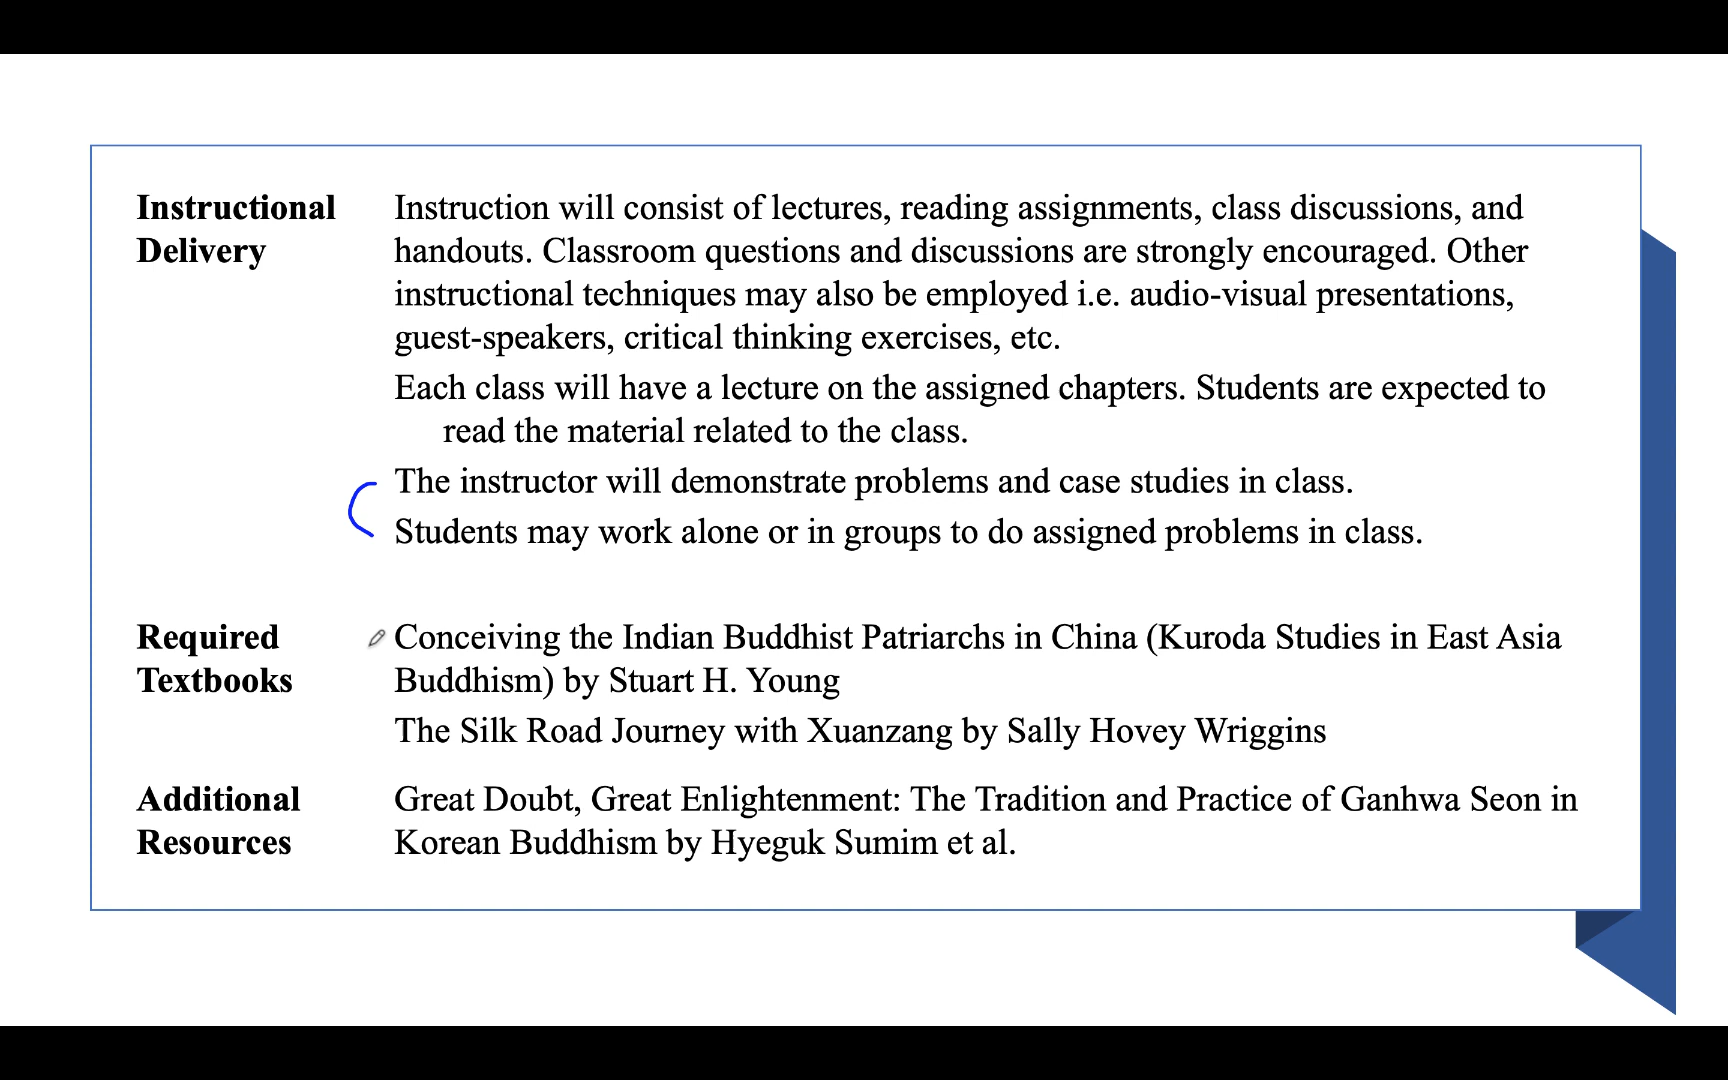 Instructional Delivery
Instruction will consist of lectures, reading assignments, class discussions, and
handouts. Classroom questions and discussions are strongly encouraged. Other
instructional techniques may also be employed i.e. audio-visual presentations,
guest-speakers, critical thinking exercises, etc.
Each class will have a lecture on the assigned chapters. Students are expected to
read the material related to the class.
The instructor will demonstrate problems and case studies in class.
Students may work alone or in groups to do assigned problems in class.
Required Textbooks
Conceiving the Indian Buddhist Patriarchs in China (Kuroda Studies in East Asia
Buddhism) by Stuart H. Young
The Silk Road Journey with Xuanzang by Sally Hovey Wriggins
Additional Resources
Great Doubt, Great Enlightenment: The Tradition and Practice of Ganhwa Seon in
Korean Buddhism by Hyeguk Sumim et al.